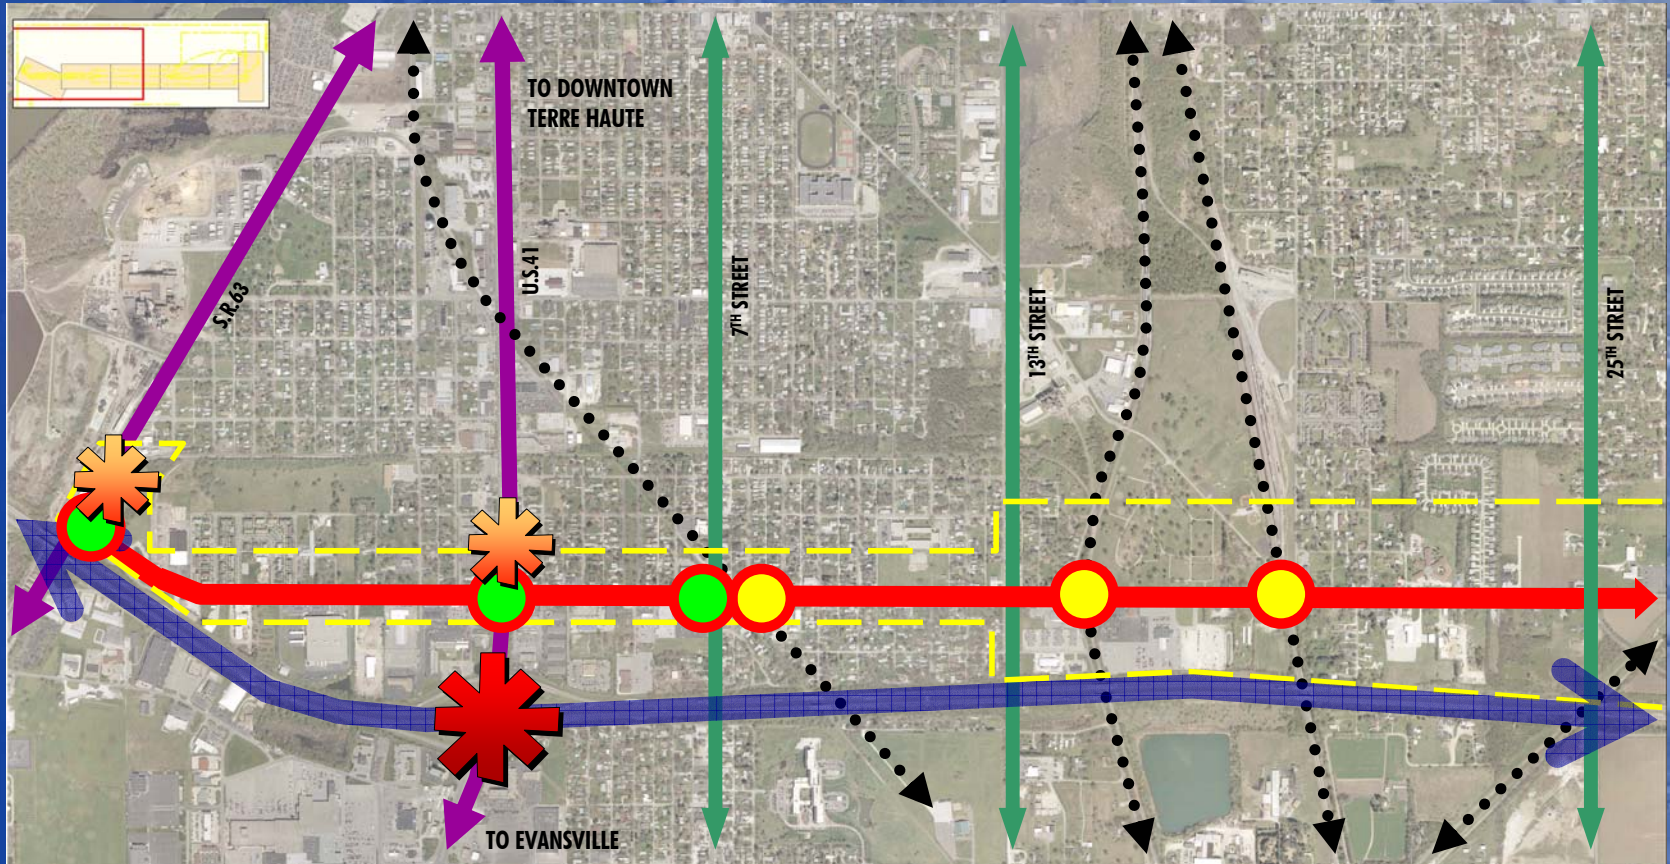 TO DOWNTOWN
TERRE HAUTE
S.R.63
U.S.41
7TH STREET
13TH STREET
25TH STREET
TO EVANSVILLE